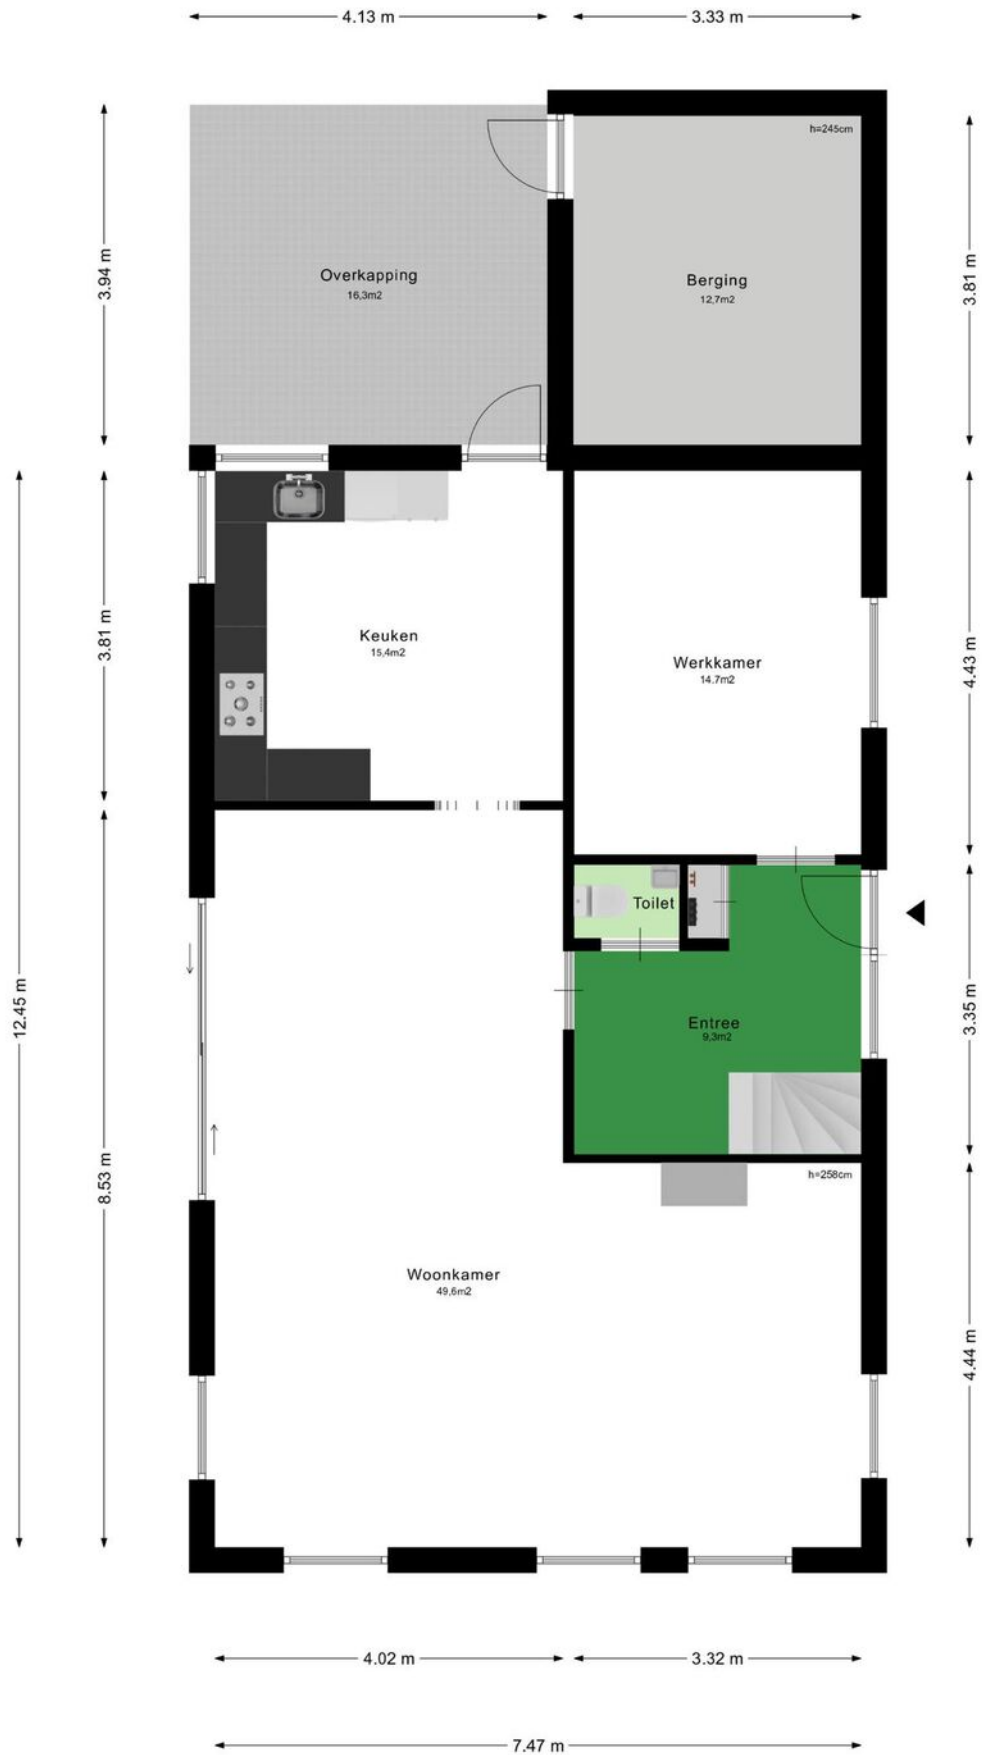 4.13 m
3.33 m
h=245cm
3.94 m
3.81 m
Overkapping
16,3m2
Berging
12,7m2
Keuken
15,4m2
3.81 m
Werkkamer
14.7m2
4.43 m
Toilet
12.45 m
Entree
9,3m2
3.35 m
8.53 m
h=258cm
Woonkamer
49,6m2
4.44 m
4.02 m
3.32 m
7.47 m